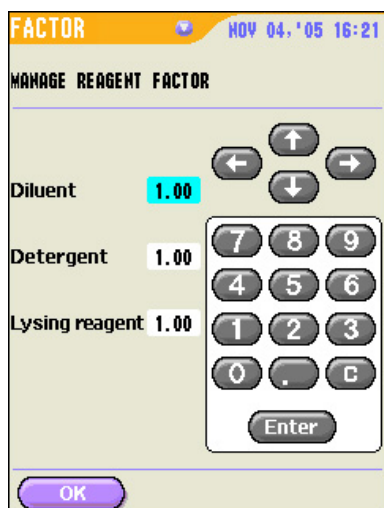 FACTOR NOV 04,'05 16:21
MANAGE REAGENT FACTOR
Diluent 1.00
Detergent 1.00
Lysing reagent 1.00
7 8 9
4 5 6
1 2 3
0 . C
Enter
OK